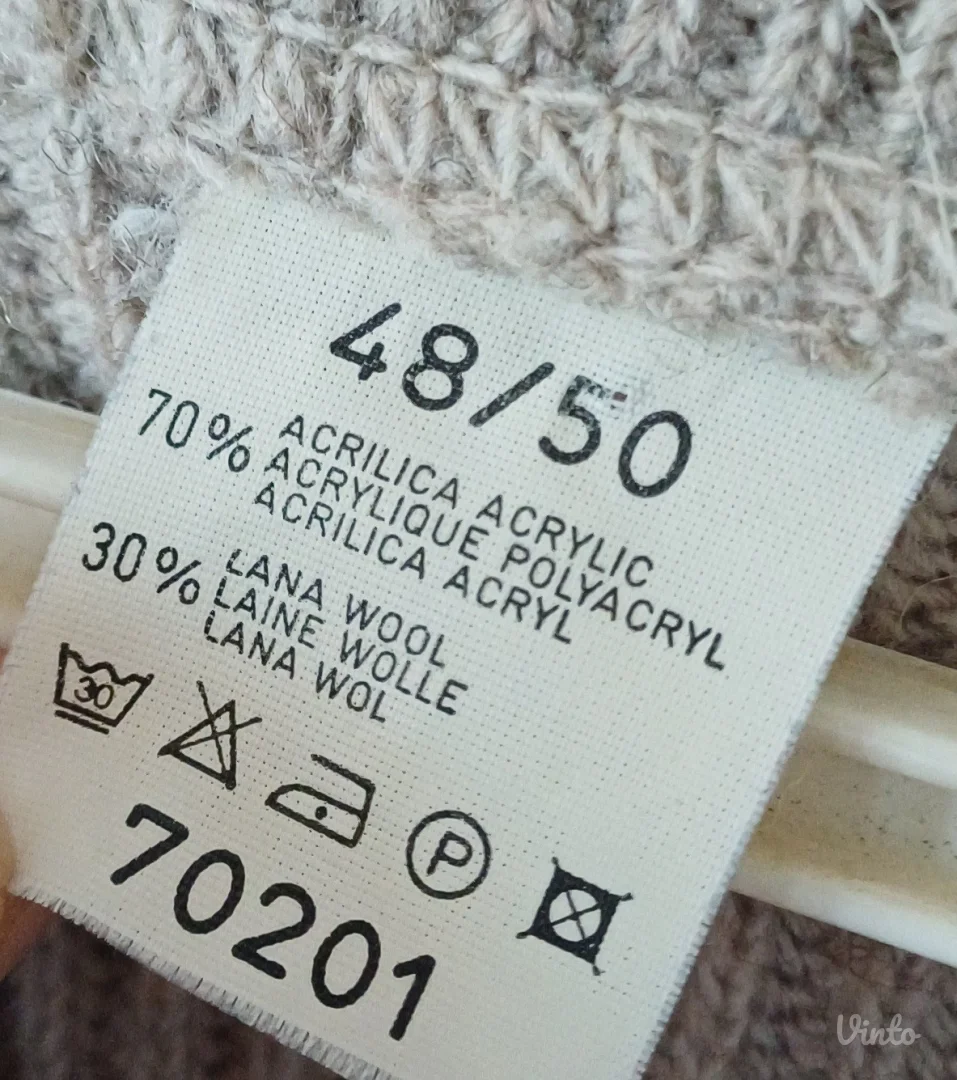 48/50
70% ACRILICA ACRYLIC
ACRYLIQUE POLYACRYL
ACRILICA ACRYL
30% LANA WOOL
LAINE WOLLE
LANA WOL
30
P
70201
Vinto